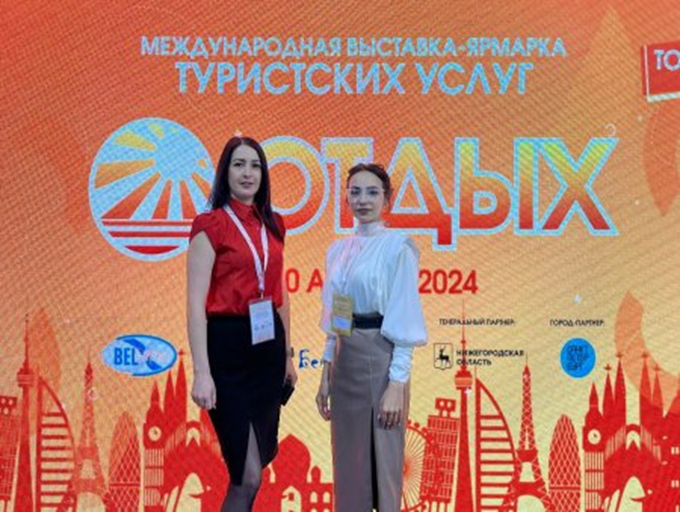 МЕЖДУНАРОДНАЯ ВЫСТАВКА-ЯРМАРКА
ТУРИСТСКИХ УСЛУГ
ОТДЫХ
2024
ГЕНЕРАЛЬНЫЙ ПАРТНЕР:
ГОРОД-ПАРТНЕР:
НИЖЕГОРОДСКАЯ
ОБЛАСТЬ